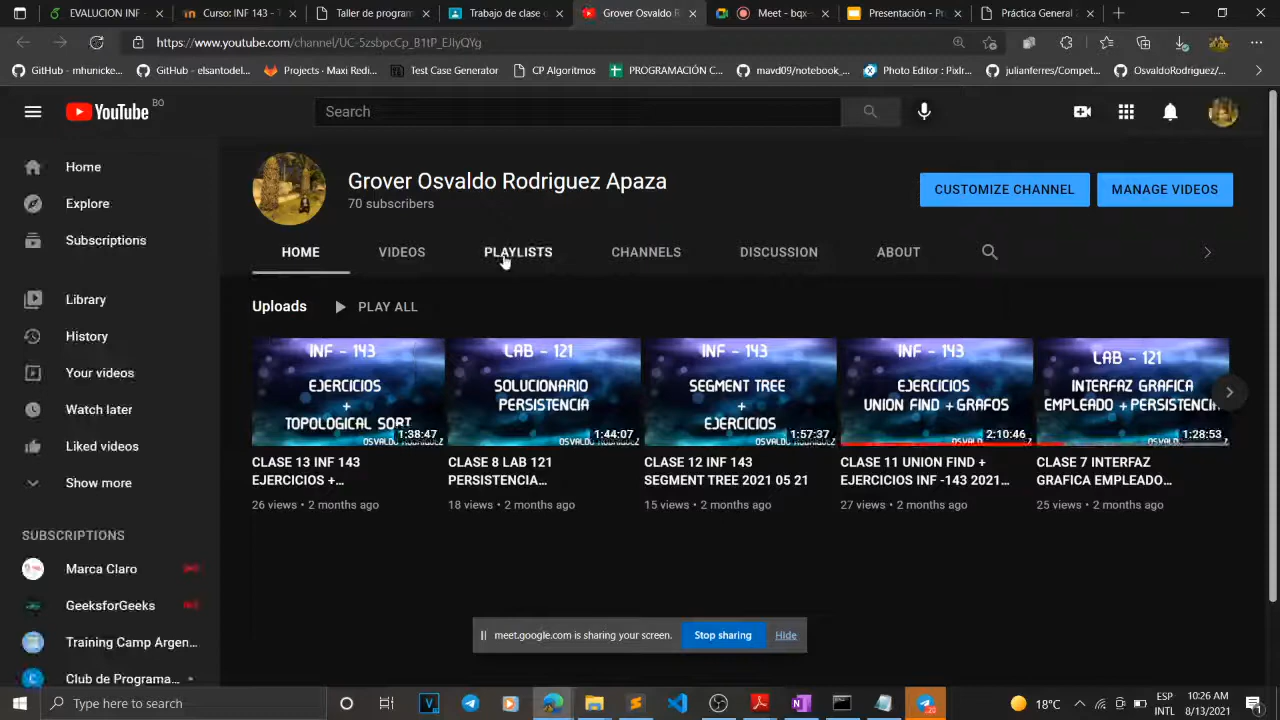 EVALUCION INF -
Curso: INF 143 - T
Taller de program
Trabajo de clase
Grover Osvaldo R
Meet - bqx-
Presentación - Pr
Práctica General 2
https://www.youtube.com/channel/UC-5zsbpcCp_B1tP_EJlyQYg
GitHub - mhunicke...
GitHub - elsantodel...
Projects · Maxi Redi...
Test Case Generator
CP Algoritmos
PROGRAMACIÓN C...
mavd09/notebook_...
Photo Editor : Pixlr...
julianferres/Compet...
OsvaldoRodriguez/...
YouTube BO
Search
Home
Explore
Subscriptions
Library
History
Your videos
Watch later
Liked videos
Show more
SUBSCRIPTIONS
Marca Claro
GeeksforGeeks
Training Camp Argen...
Club de Programa...
Grover Osvaldo Rodriguez Apaza
70 subscribers
CUSTOMIZE CHANNEL
MANAGE VIDEOS
HOME
VIDEOS
PLAYLISTS
CHANNELS
DISCUSSION
ABOUT
Uploads
PLAY ALL
INF - 143
EJERCICIOS
+
TOPOLOGICAL SORT
OSVALDO RODRIGUEZ
1:38:47
CLASE 13 INF 143
EJERCICIOS +...
26 views • 2 months ago
LAB - 121
SOLUCIONARIO
PERSISTENCIA
OSVALDO RODRIGUEZ
1:44:07
CLASE 8 LAB 121
PERSISTENCIA...
18 views • 2 months ago
INF - 143
SEGMENT TREE
+
EJERCICIOS
OSVALDO RODRIGUEZ
1:57:37
CLASE 12 INF 143
SEGMENT TREE 2021 05 21
15 views • 2 months ago
INF - 143
EJERCICIOS
UNION FIND + GRAFOS
2:10:46
CLASE 11 UNION FIND +
EJERCICIOS INF -143 2021...
27 views • 2 months ago
LAB - 121
INTERFAZ GRAFICA
EMPLEADO + PERSISTENCIA
OSVALDO RODRIGUEZ
1:28:53
CLASE 7 INTERFAZ
GRAFICA EMPLEADO...
25 views • 2 months ago
meet.google.com is sharing your screen.
Stop sharing
Hide
Type here to search
18°C
ESP
INTL
10:26 AM
8/13/2021